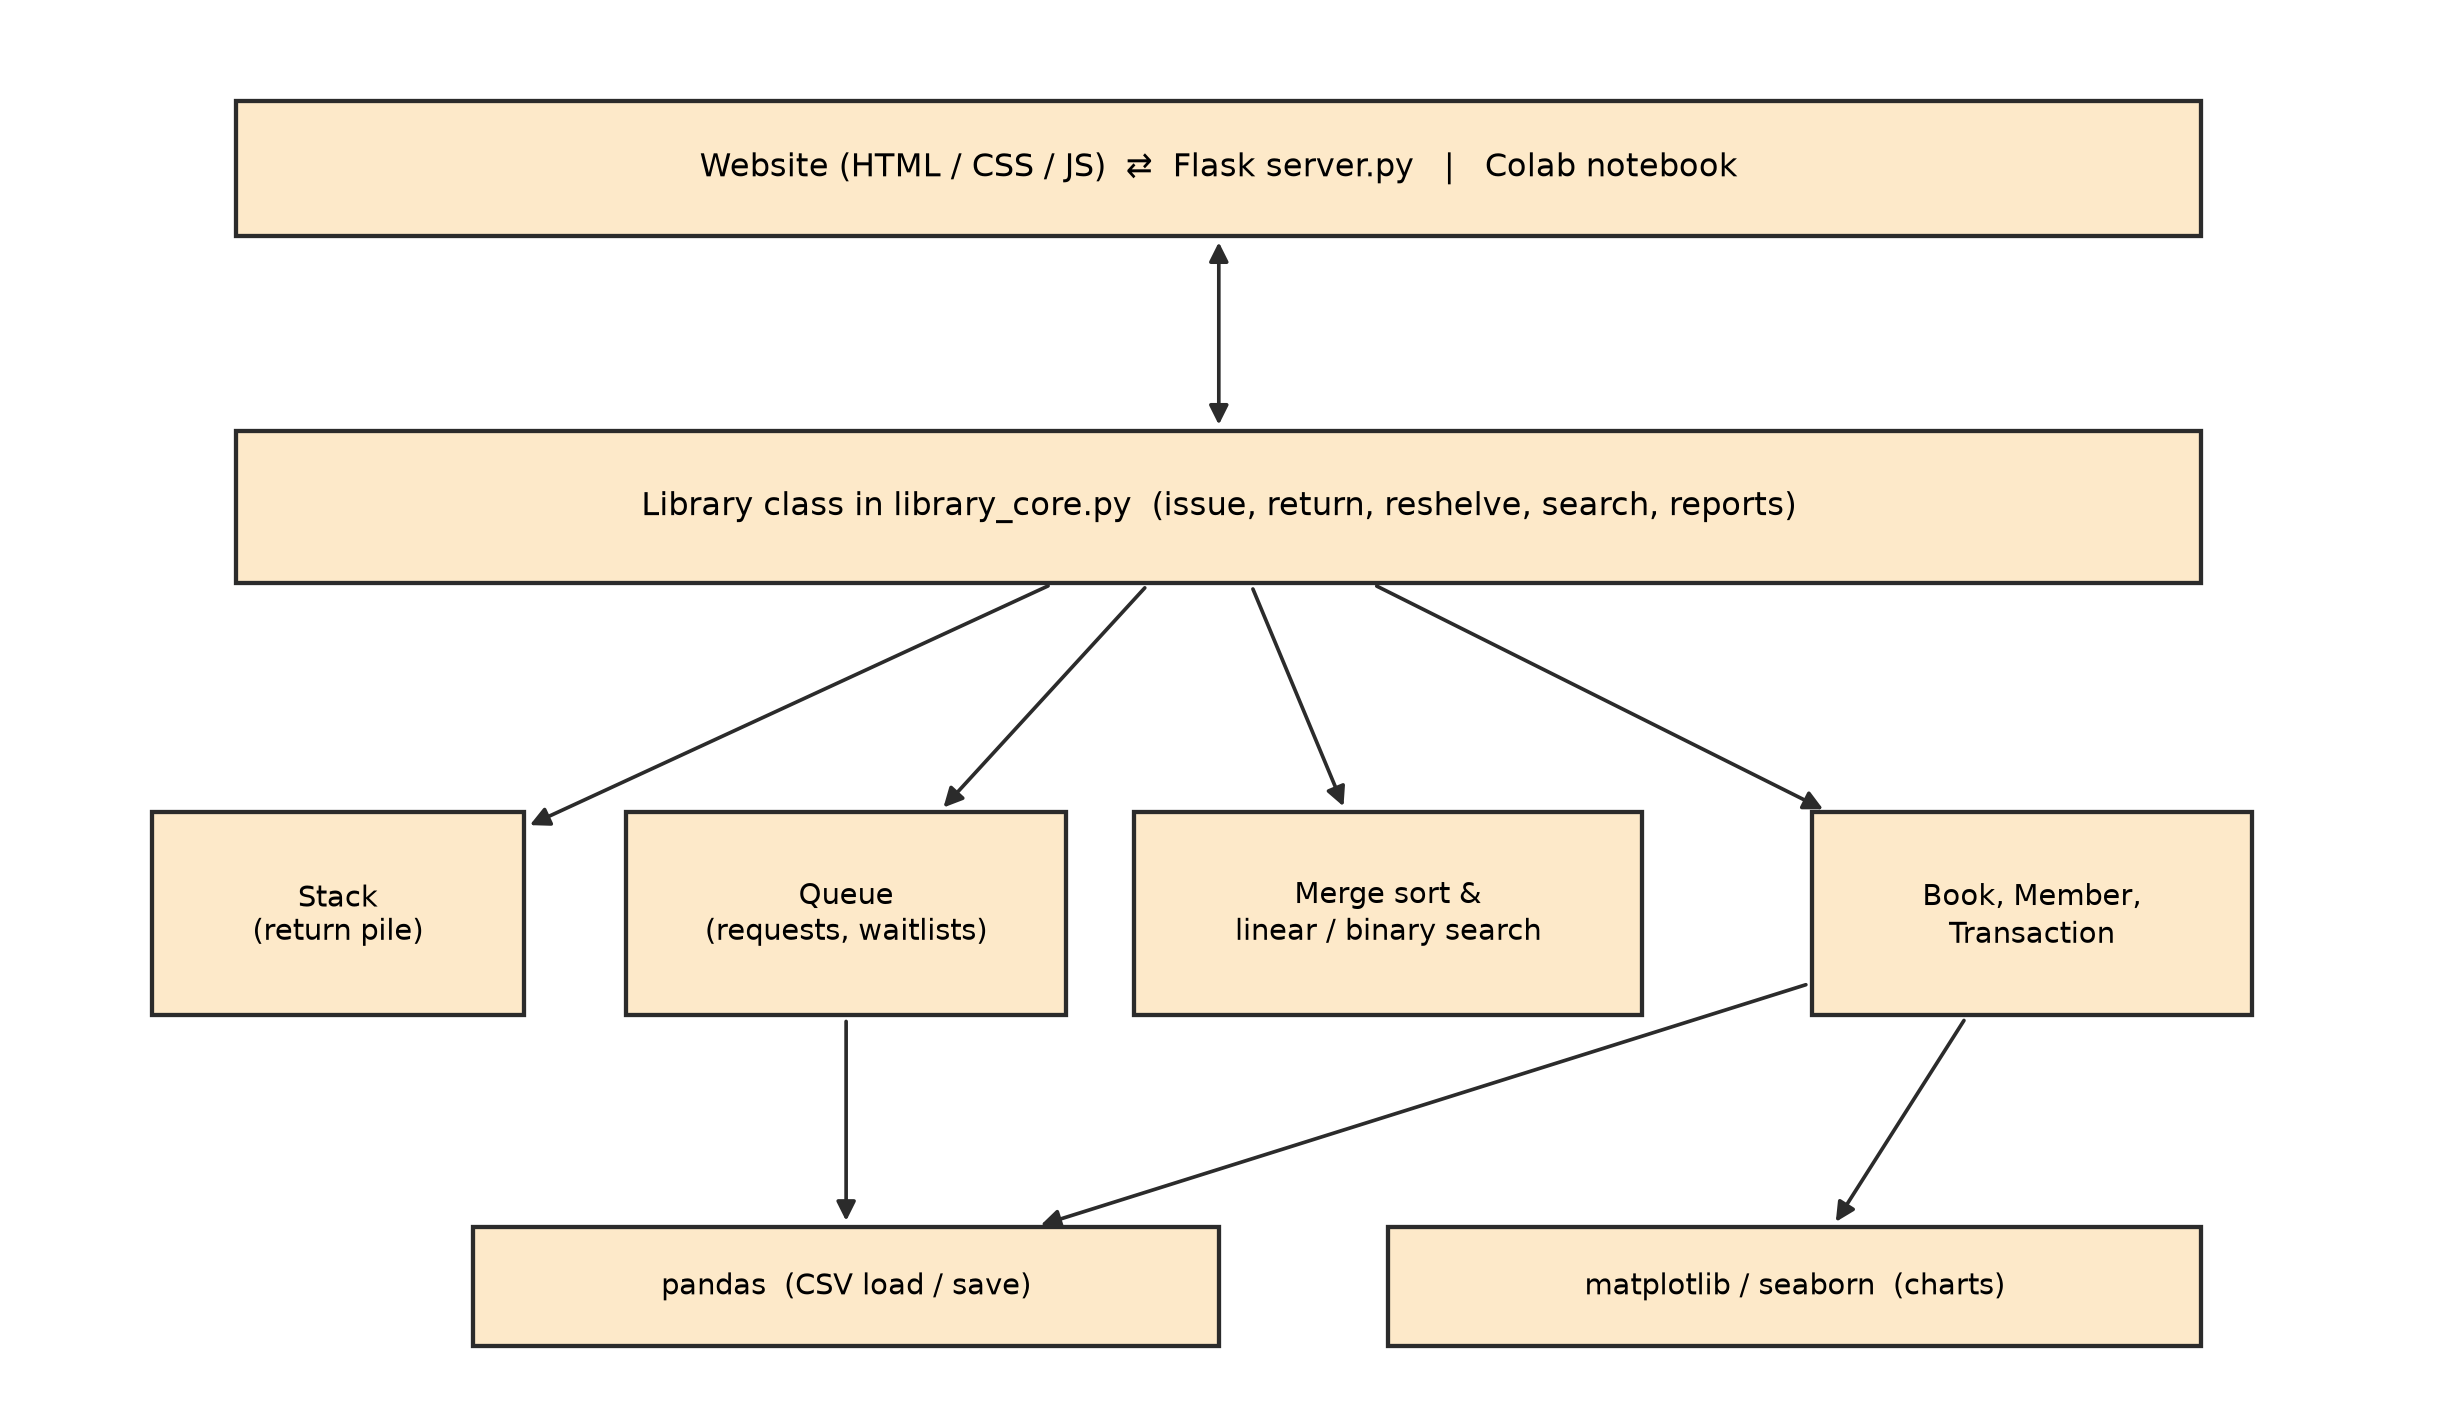 Website (HTML / CSS / JS)  ⇄  Flask server.py   |   Colab notebook
Library class in library_core.py  (issue, return, reshelve, search, reports)
Stack
(return pile)
Queue
(requests, waitlists)
Merge sort &
linear / binary search
Book, Member,
Transaction
pandas  (CSV load / save)
matplotlib / seaborn  (charts)